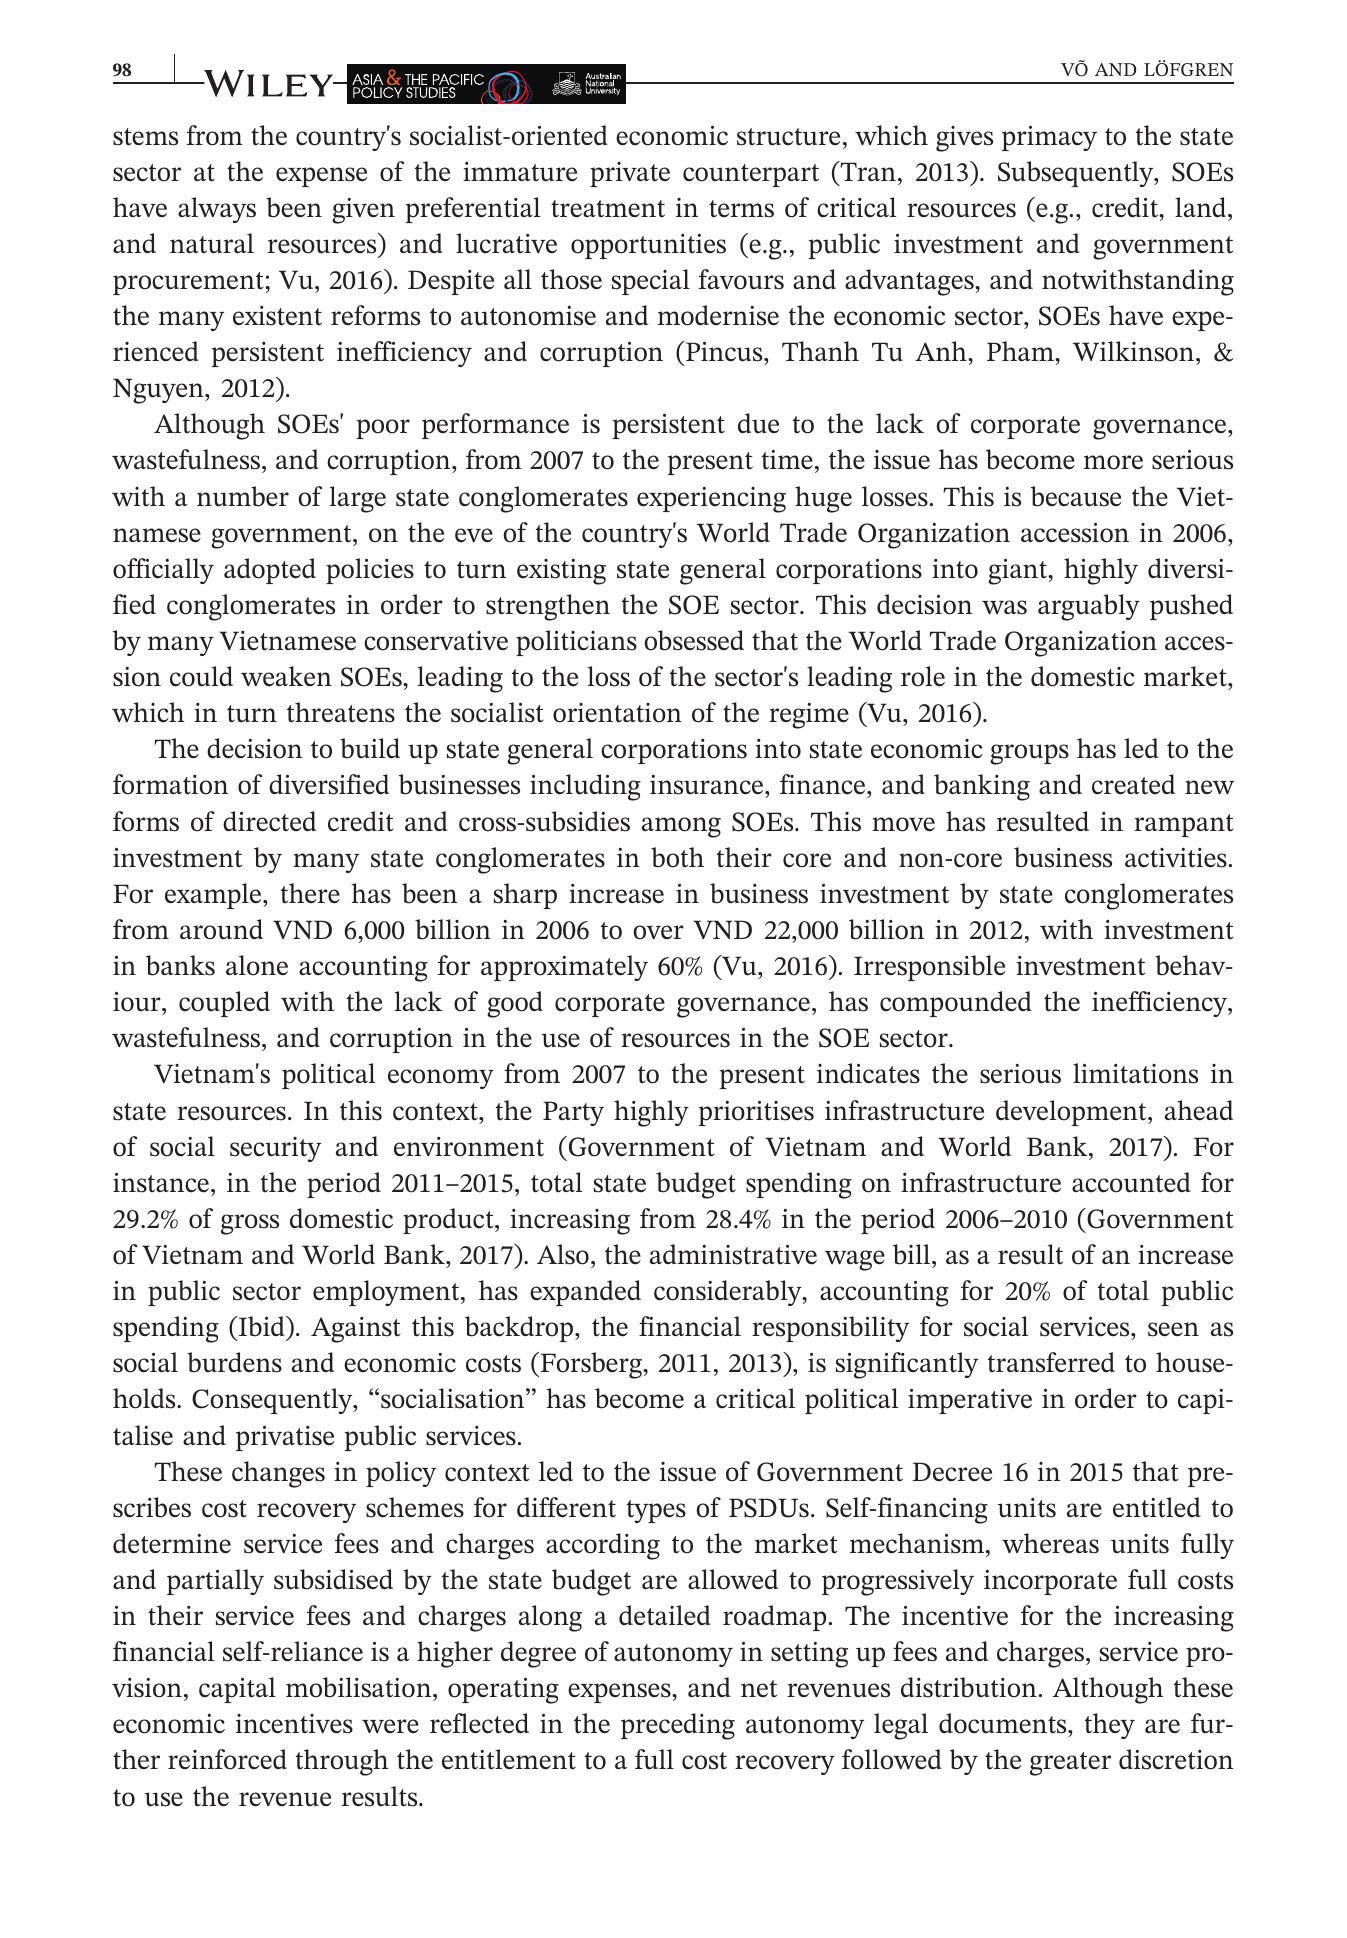 98
WILEY
ASIA & THE PACIFIC
POLICY STUDIES
Australian
National
University
VÕ AND LÖFGREN
stems from the country's socialist-oriented economic structure, which gives primacy to the state
sector at the expense of the immature private counterpart (Tran, 2013). Subsequently, SOEs
have always been given preferential treatment in terms of critical resources (e.g., credit, land,
and natural resources) and lucrative opportunities (e.g., public investment and government
procurement; Vu, 2016). Despite all those special favours and advantages, and notwithstanding
the many existent reforms to autonomise and modernise the economic sector, SOEs have expe-
rienced persistent inefficiency and corruption (Pincus, Thanh Tu Anh, Pham, Wilkinson, &
Nguyen, 2012).
Although SOEs' poor performance is persistent due to the lack of corporate governance,
wastefulness, and corruption, from 2007 to the present time, the issue has become more serious
with a number of large state conglomerates experiencing huge losses. This is because the Viet-
namese government, on the eve of the country's World Trade Organization accession in 2006,
officially adopted policies to turn existing state general corporations into giant, highly diversi-
fied conglomerates in order to strengthen the SOE sector. This decision was arguably pushed
by many Vietnamese conservative politicians obsessed that the World Trade Organization acces-
sion could weaken SOEs, leading to the loss of the sector's leading role in the domestic market,
which in turn threatens the socialist orientation of the regime (Vu, 2016).
The decision to build up state general corporations into state economic groups has led to the
formation of diversified businesses including insurance, finance, and banking and created new
forms of directed credit and cross-subsidies among SOEs. This move has resulted in rampant
investment by many state conglomerates in both their core and non-core business activities.
For example, there has been a sharp increase in business investment by state conglomerates
from around VND 6,000 billion in 2006 to over VND 22,000 billion in 2012, with investment
in banks alone accounting for approximately 60% (Vu, 2016). Irresponsible investment behav-
iour, coupled with the lack of good corporate governance, has compounded the inefficiency,
wastefulness, and corruption in the use of resources in the SOE sector.
Vietnam's political economy from 2007 to the present indicates the serious limitations in
state resources. In this context, the Party highly prioritises infrastructure development, ahead
of social security and environment (Government of Vietnam and World Bank, 2017). For
instance, in the period 2011–2015, total state budget spending on infrastructure accounted for
29.2% of gross domestic product, increasing from 28.4% in the period 2006–2010 (Government
of Vietnam and World Bank, 2017). Also, the administrative wage bill, as a result of an increase
in public sector employment, has expanded considerably, accounting for 20% of total public
spending (Ibid). Against this backdrop, the financial responsibility for social services, seen as
social burdens and economic costs (Forsberg, 2011, 2013), is significantly transferred to house-
holds. Consequently, “socialisation” has become a critical political imperative in order to capi-
talise and privatise public services.
These changes in policy context led to the issue of Government Decree 16 in 2015 that pre-
scribes cost recovery schemes for different types of PSDUs. Self-financing units are entitled to
determine service fees and charges according to the market mechanism, whereas units fully
and partially subsidised by the state budget are allowed to progressively incorporate full costs
in their service fees and charges along a detailed roadmap. The incentive for the increasing
financial self-reliance is a higher degree of autonomy in setting up fees and charges, service pro-
vision, capital mobilisation, operating expenses, and net revenues distribution. Although these
economic incentives were reflected in the preceding autonomy legal documents, they are fur-
ther reinforced through the entitlement to a full cost recovery followed by the greater discretion
to use the revenue results.